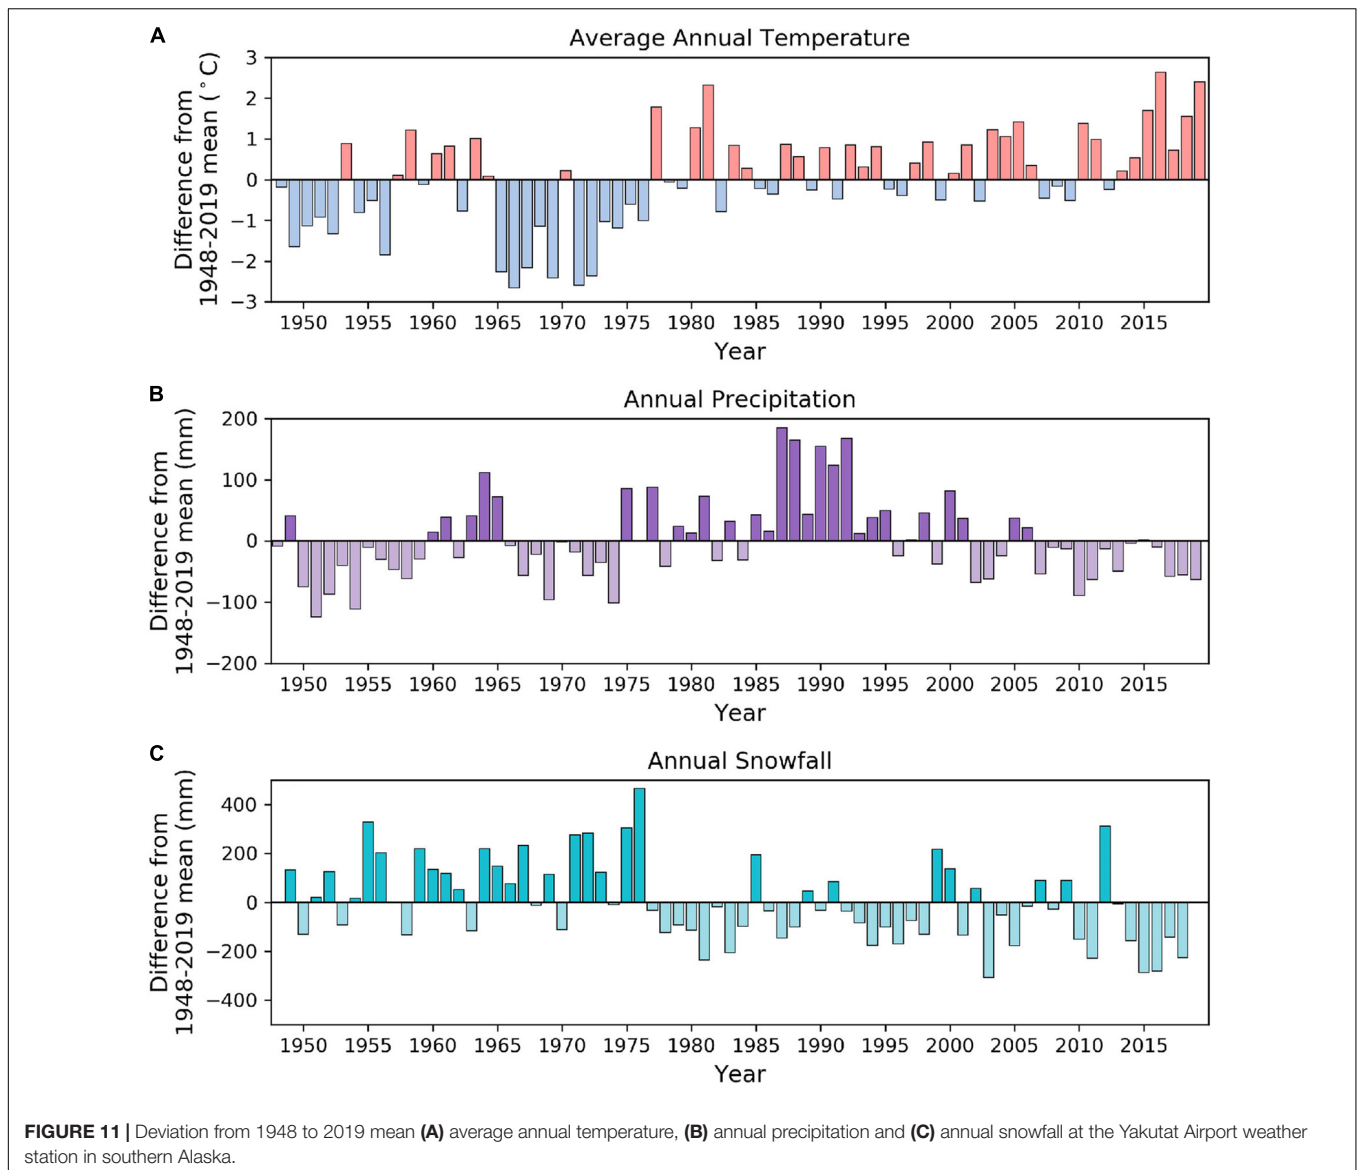 A
Average Annual Temperature
Difference from
1948-2019 mean (°C)
3
2
1
0
−1
−2
−3
1950 1955 1960 1965 1970 1975 1980 1985 1990 1995 2000 2005 2010 2015
Year
B
Annual Precipitation
Difference from
1948-2019 mean (mm)
200
100
0
−100
−200
1950 1955 1960 1965 1970 1975 1980 1985 1990 1995 2000 2005 2010 2015
Year
C
Annual Snowfall
Difference from
1948-2019 mean (mm)
400
200
0
−200
−400
1950 1955 1960 1965 1970 1975 1980 1985 1990 1995 2000 2005 2010 2015
Year
FIGURE 11 | Deviation from 1948 to 2019 mean (A) average annual temperature, (B) annual precipitation and (C) annual snowfall at the Yakutat Airport weather
station in southern Alaska.